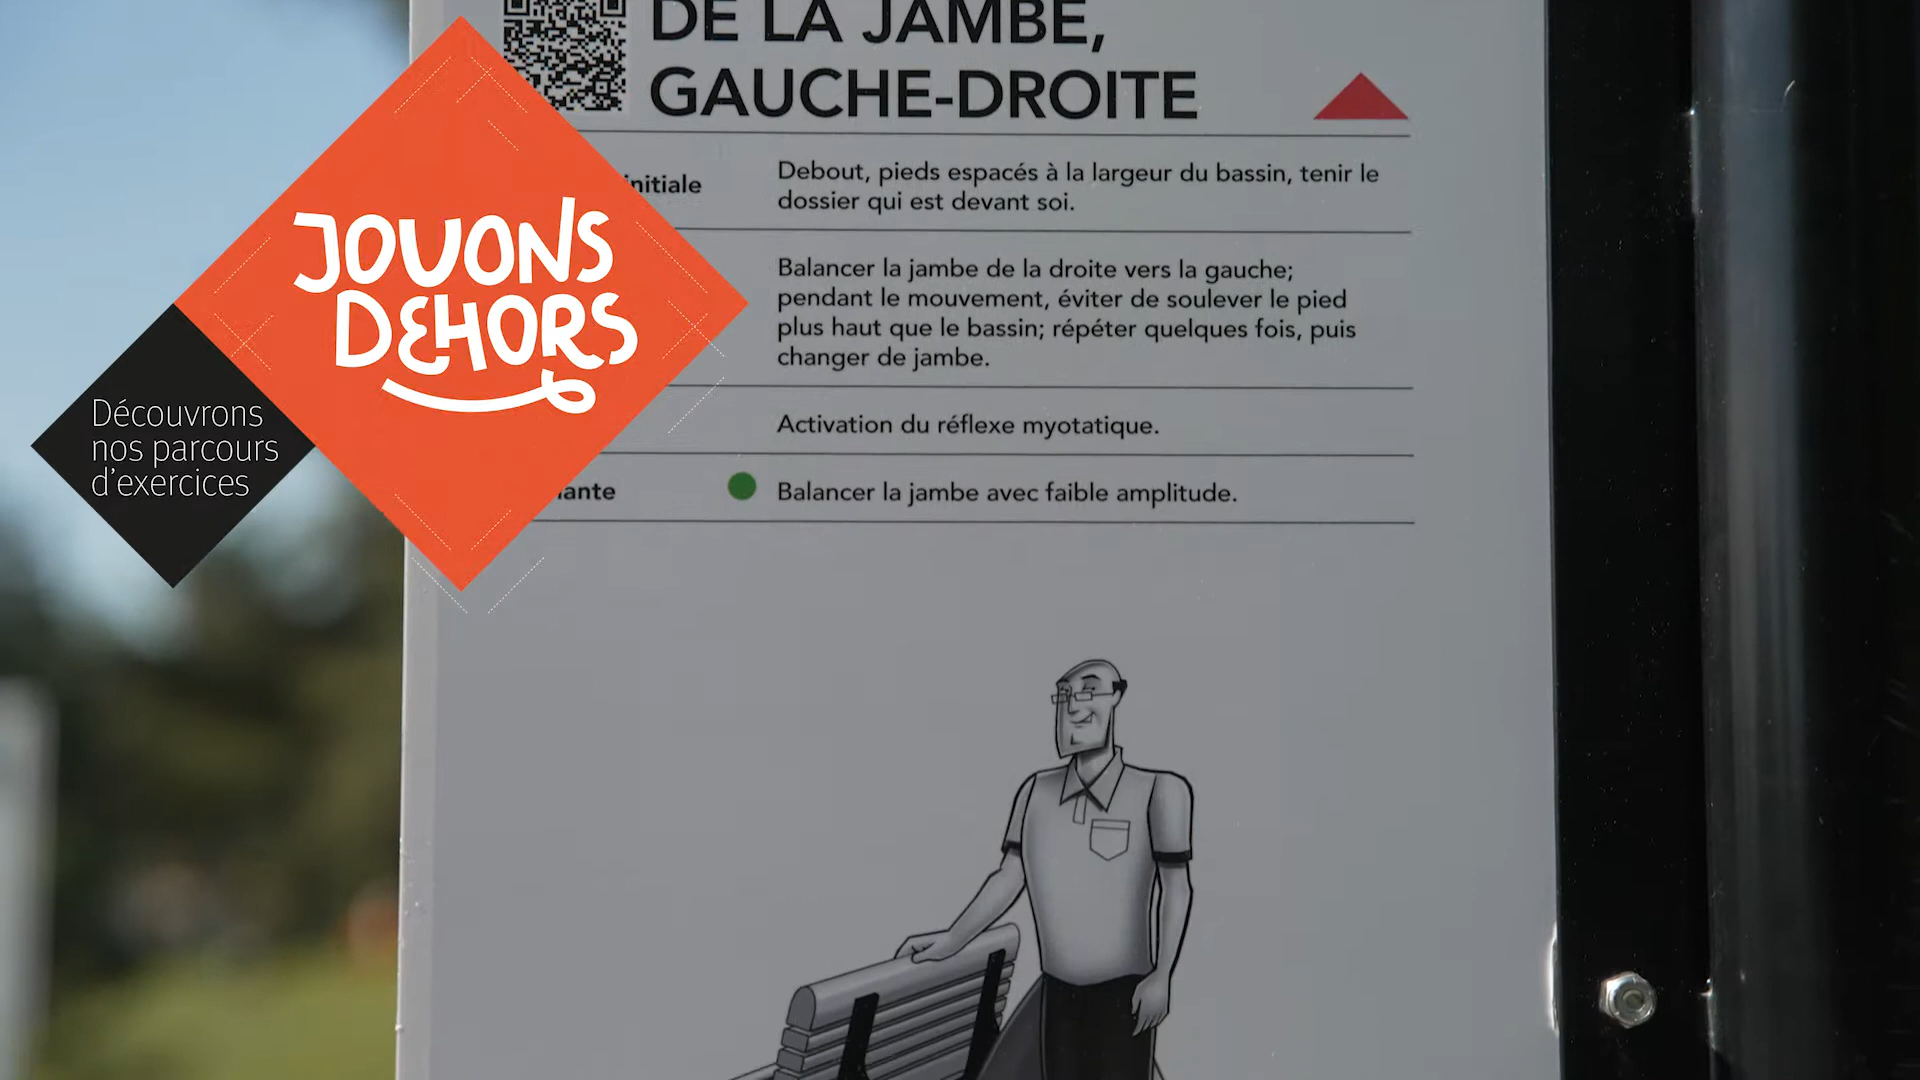 DE LA JAMBE,
GAUCHE-DROITE
JOUONS
DEHORS
Découvrons
nos parcours
d'exercices
initiale
Debout, pieds espacés à la largeur du bassin, tenir le
dossier qui est devant soi.
Balancer la jambe de la droite vers la gauche;
pendant le mouvement, éviter de soulever le pied
plus haut que le bassin; répéter quelques fois, puis
changer de jambe.
Activation du réflexe myotatique.
Balancer la jambe avec faible amplitude.